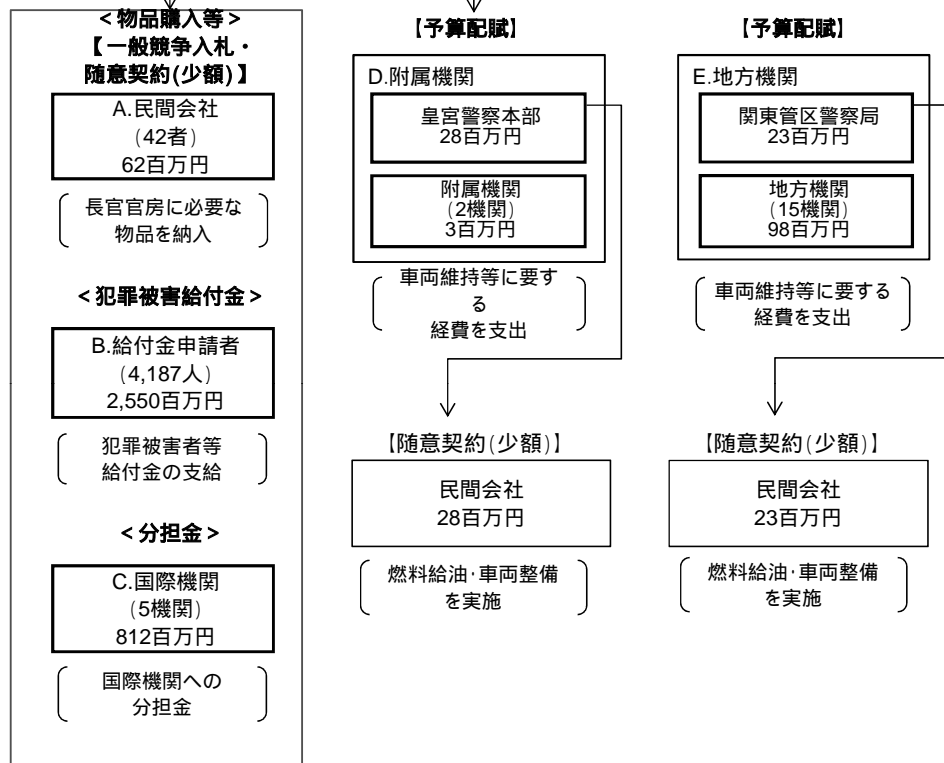 ＜物品購入等＞
【一般競争入札・
随意契約(少額)】
A.民間会社
(42者)
62百万円
長官官房に必要な
物品を納入
＜犯罪被害給付金＞
B.給付金申請者
(4,187人)
2,550百万円
犯罪被害者等
給付金の支給
＜分担金＞
C.国際機関
(5機関)
812百万円
国際機関への
分担金
【予算配賦】
D.附属機関
皇宮警察本部
28百万円
附属機関
(2機関)
3百万円
車両維持等に要す
る
経費を支出
【随意契約(少額)】
民間会社
28百万円
燃料給油･車両整備
を実施
【予算配賦】
E.地方機関
関東管区警察局
23百万円
地方機関
(15機関)
98百万円
車両維持等に要する
経費を支出
【随意契約(少額)】
民間会社
23百万円
燃料給油･車両整備
を実施